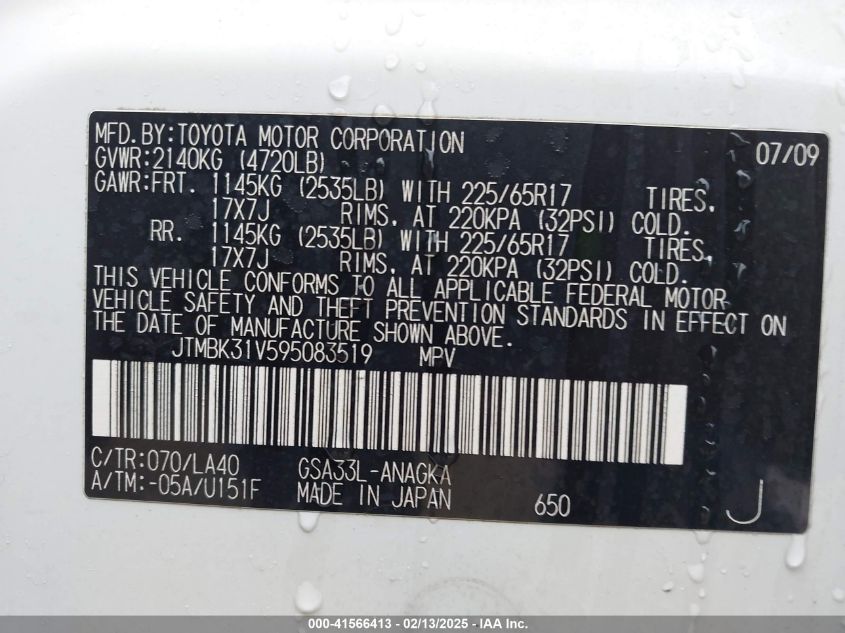 MFD.BY:TOYOTA MOTOR CORPORATION 07/09
GVWR:2140KG (4720LB)
GAWR:FRT. 1145KG (2535LB) WITH 225/65R17 TIRES,
17X7J RIMS, AT 220KPA (32PSI) COLD.
RR. 1145KG (2535LB) WITH 225/65R17 TIRES,
17X7J RIMS, AT 220KPA (32PSI) COLD.
THIS VEHICLE CONFORMS TO ALL APPLICABLE FEDERAL MOTOR
VEHICLE SAFETY AND THEFT PREVENTION STANDARDS IN EFFECT ON
THE DATE OF MANUFACTURE SHOWN ABOVE.
JTMBK31V595083519 MPV
C/TR:070/LA40 GSA33L-ANAGKA
A/TM:-05A/U151F MADE IN JAPAN 650 J
000-41566413 - 02/13/2025 - IAA Inc.